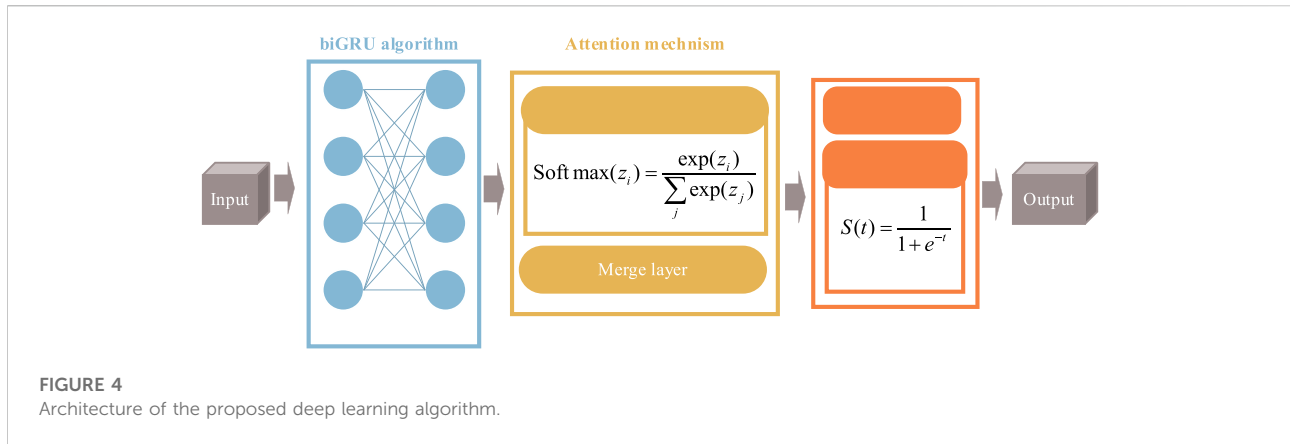 biGRU algorithm
Attention mechnism
Input
Soft max(z_i) = exp(z_i) / ∑_j exp(z_j)
Merge layer
S(t) = 1 / (1 + e^{-t})
Output
FIGURE 4
Architecture of the proposed deep learning algorithm.